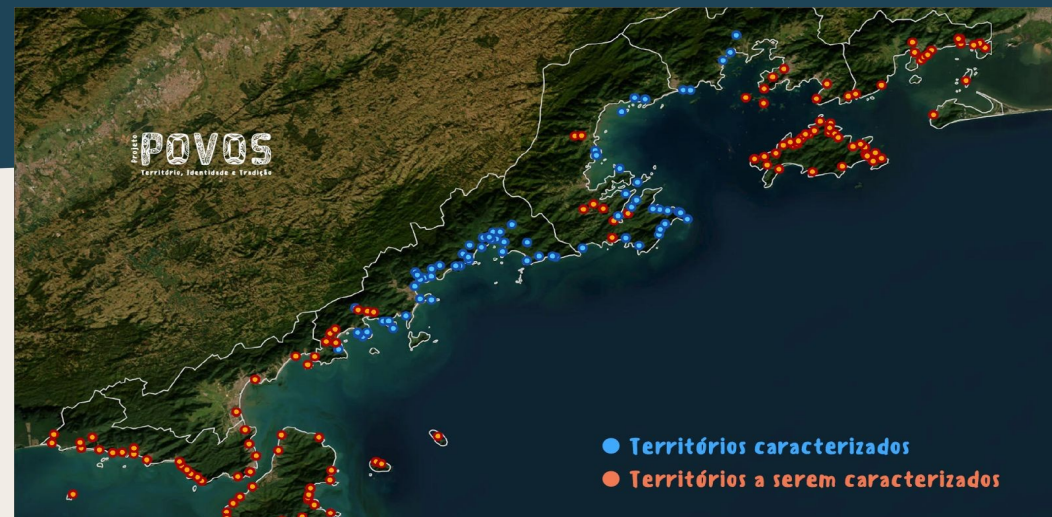 Projeto
POVOS
Território, Identidade e Tradição
Territórios caracterizados
Territórios a serem caracterizados